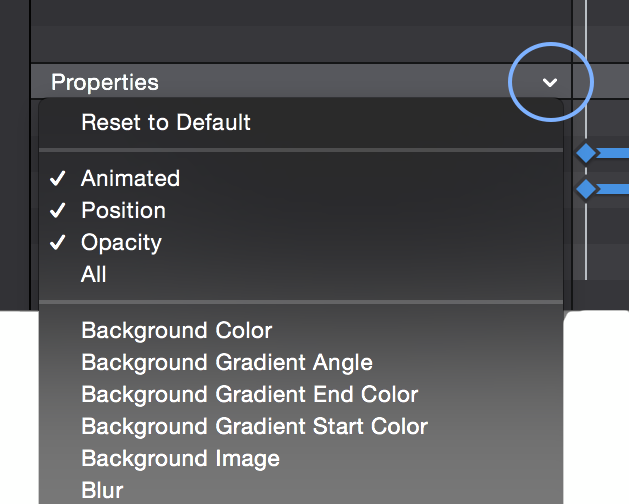 Properties
Reset to Default
Animated
Position
Opacity
All
Background Color
Background Gradient Angle
Background Gradient End Color
Background Gradient Start Color
Background Image
Blur